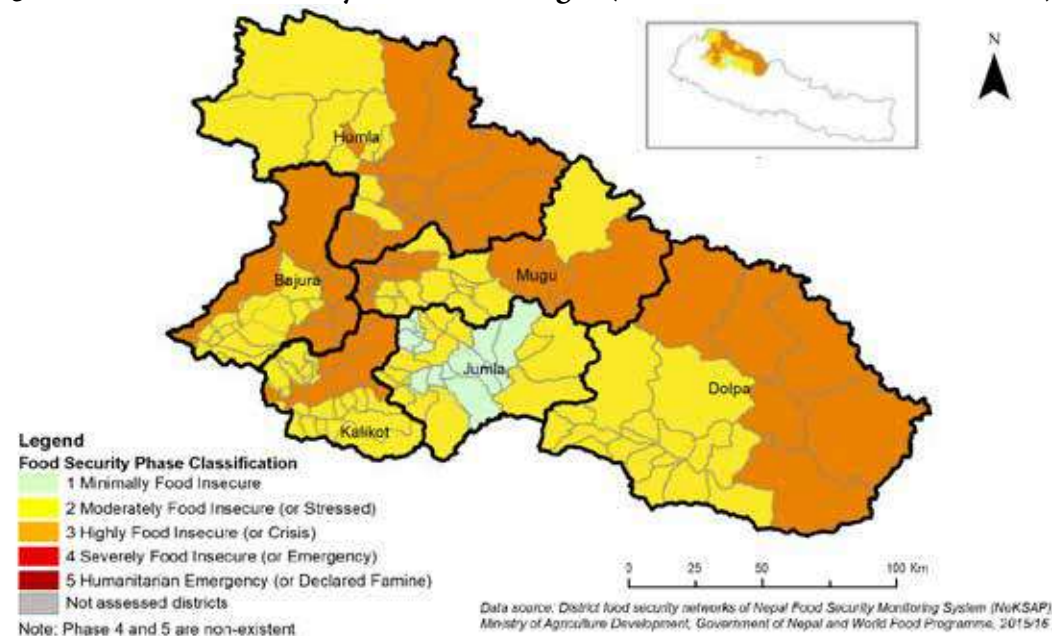 N
Humla
Mugu
Bajura
Jumla
Dolpa
Kalikot
Legend
Food Security Phase Classification
1 Minimally Food Insecure
2 Moderately Food Insecure (or Stressed)
3 Highly Food Insecure (or Crisis)
4 Severely Food Insecure (or Emergency)
5 Humanitarian Emergency (or Declared Famine)
Not assessed districts
Note: Phase 4 and 5 are non-existent
0 25 50 100 Km
Data source: District food security networks of Nepal Food Security Monitoring System (NeKSAP)
Ministry of Agriculture Development, Government of Nepal and World Food Programme, 2015/16